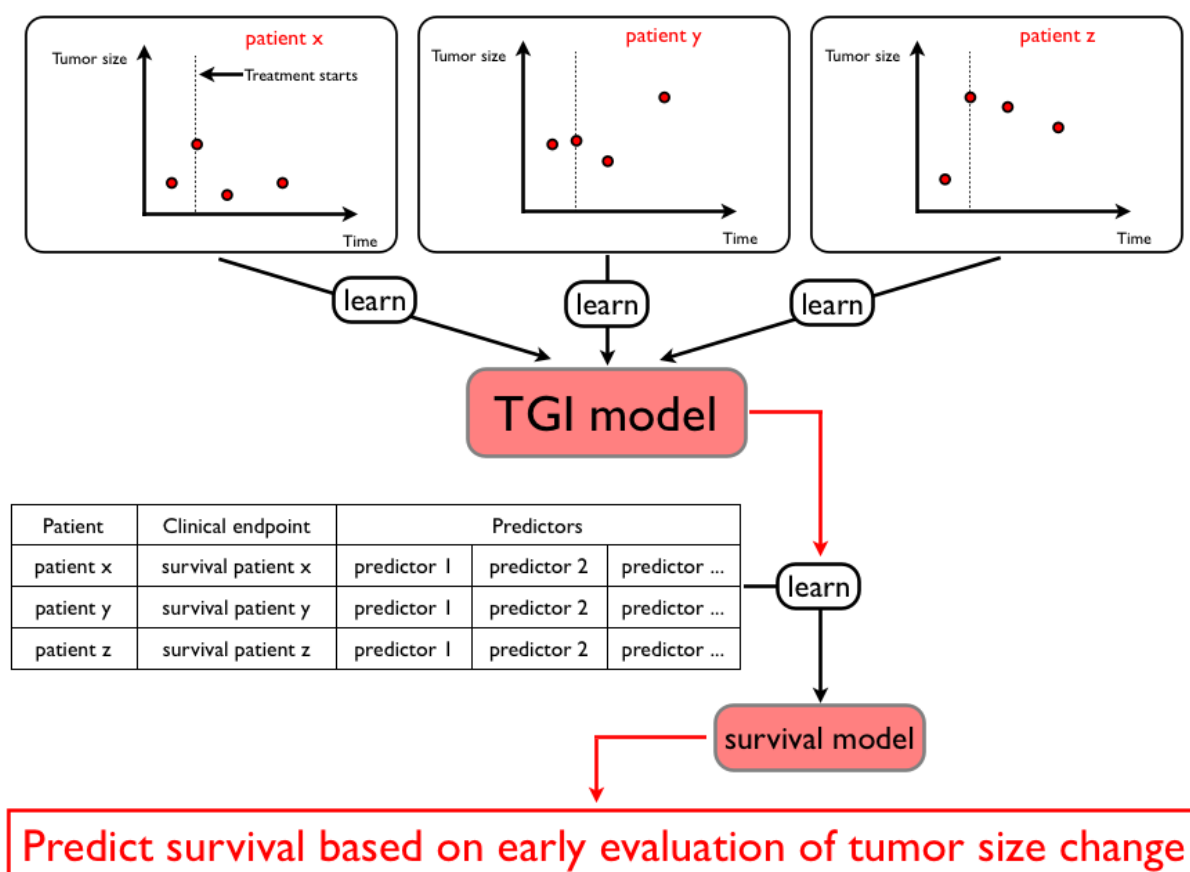 patient x
Tumor size
Treatment starts
Time
patient y
Tumor size
Time
patient z
Tumor size
Time
learn
learn
learn
TGI model
Patient Clinical endpoint Predictors
patient x survival patient x predictor 1 predictor 2 predictor ...
patient y survival patient y predictor 1 predictor 2 predictor ...
patient z survival patient z predictor 1 predictor 2 predictor ...
learn
survival model
Predict survival based on early evaluation of tumor size change